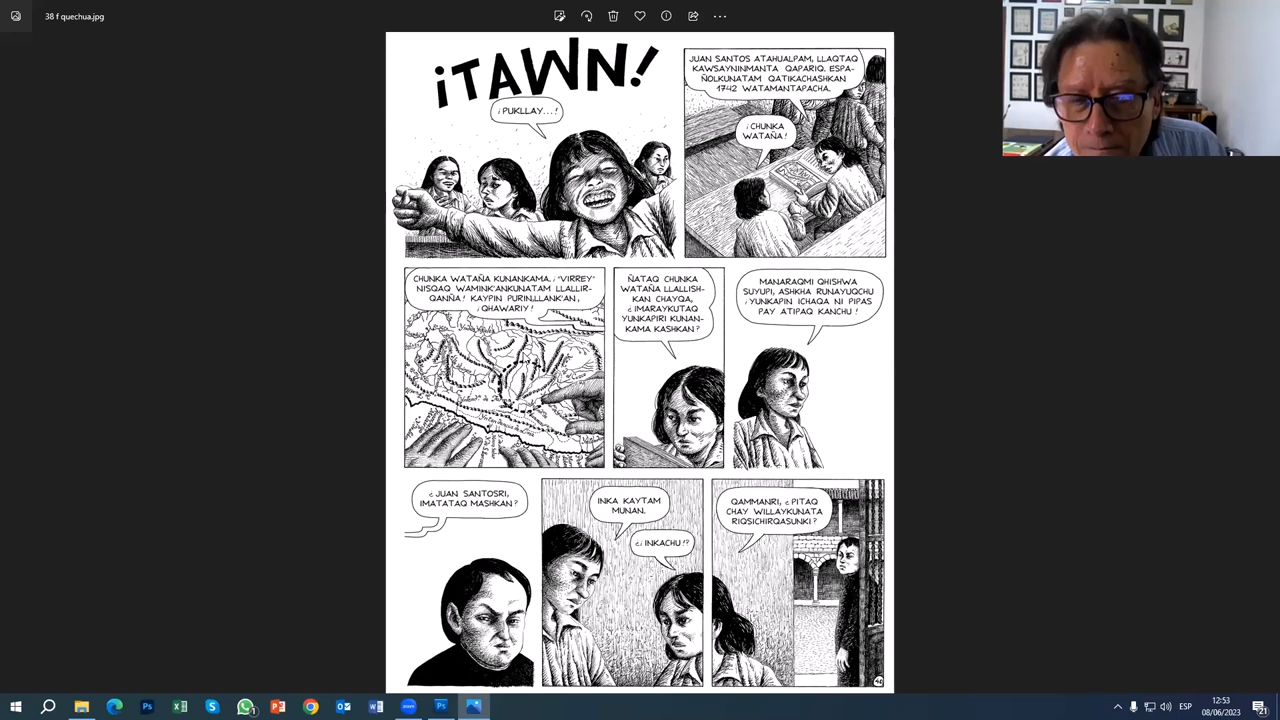 38 f quechua.jpg
¡TAWN!
¡PUKLLAY...!
JUAN SANTOS ATAHUALPAM, LLAQTAQ
KAWSAYNINMANTA QAPARIQ. ESPA-
ÑOLKUNATAM QATIKACHASHKAN
1742 WATAMANTAPACHA.
¡CHUNKA
WATAÑA!
CHUNKA WATAÑA KUNANKAMA. ¡"VIRREY"
NISQAQ WAMINK'ANKUNATAM LLALLIR-
QANÑA! KAYPIN PURIN,LLANK'AN,
¡QHAWARIY!
ÑATAQ CHUNKA
WATAÑA LLALLISH-
KAN CHAYQA,
¿IMARAYKUTAQ
YUNKAPIRI KUNAN-
KAMA KASHKAN?
MANARAQMI QHISHWA
SUYUPI, ASHKHA RUNAYUQCHU
¡YUNKAPIN ICHAQA NI PIPAS
PAY ATIPAQ KANCHU!
¿JUAN SANTOSRI,
IMATATAQ MASHKAN?
INKA KAYTAM
MUNAN.
¿¡INKACHU!?
QAMMANRI, ¿PITAQ
CHAY WILLAYKUNATA
RIQSICHIRQASUNKI?
ESP
12:53
08/06/2023
21